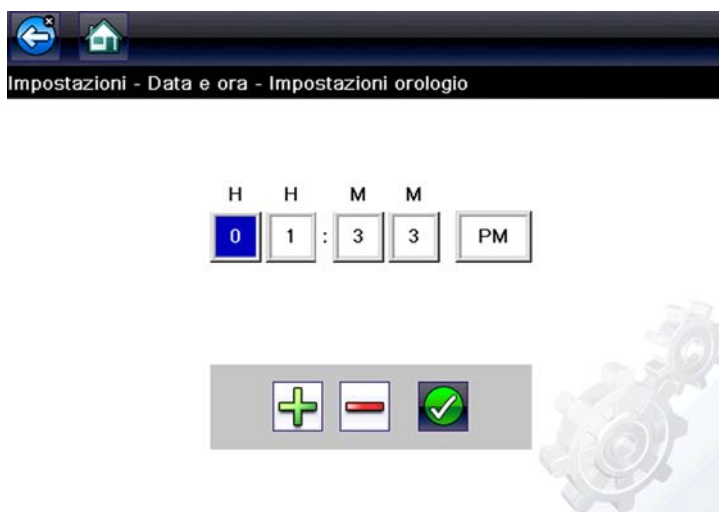 Impostazioni - Data e ora - Impostazioni orologio
H H M M
0 1 : 3 3 PM